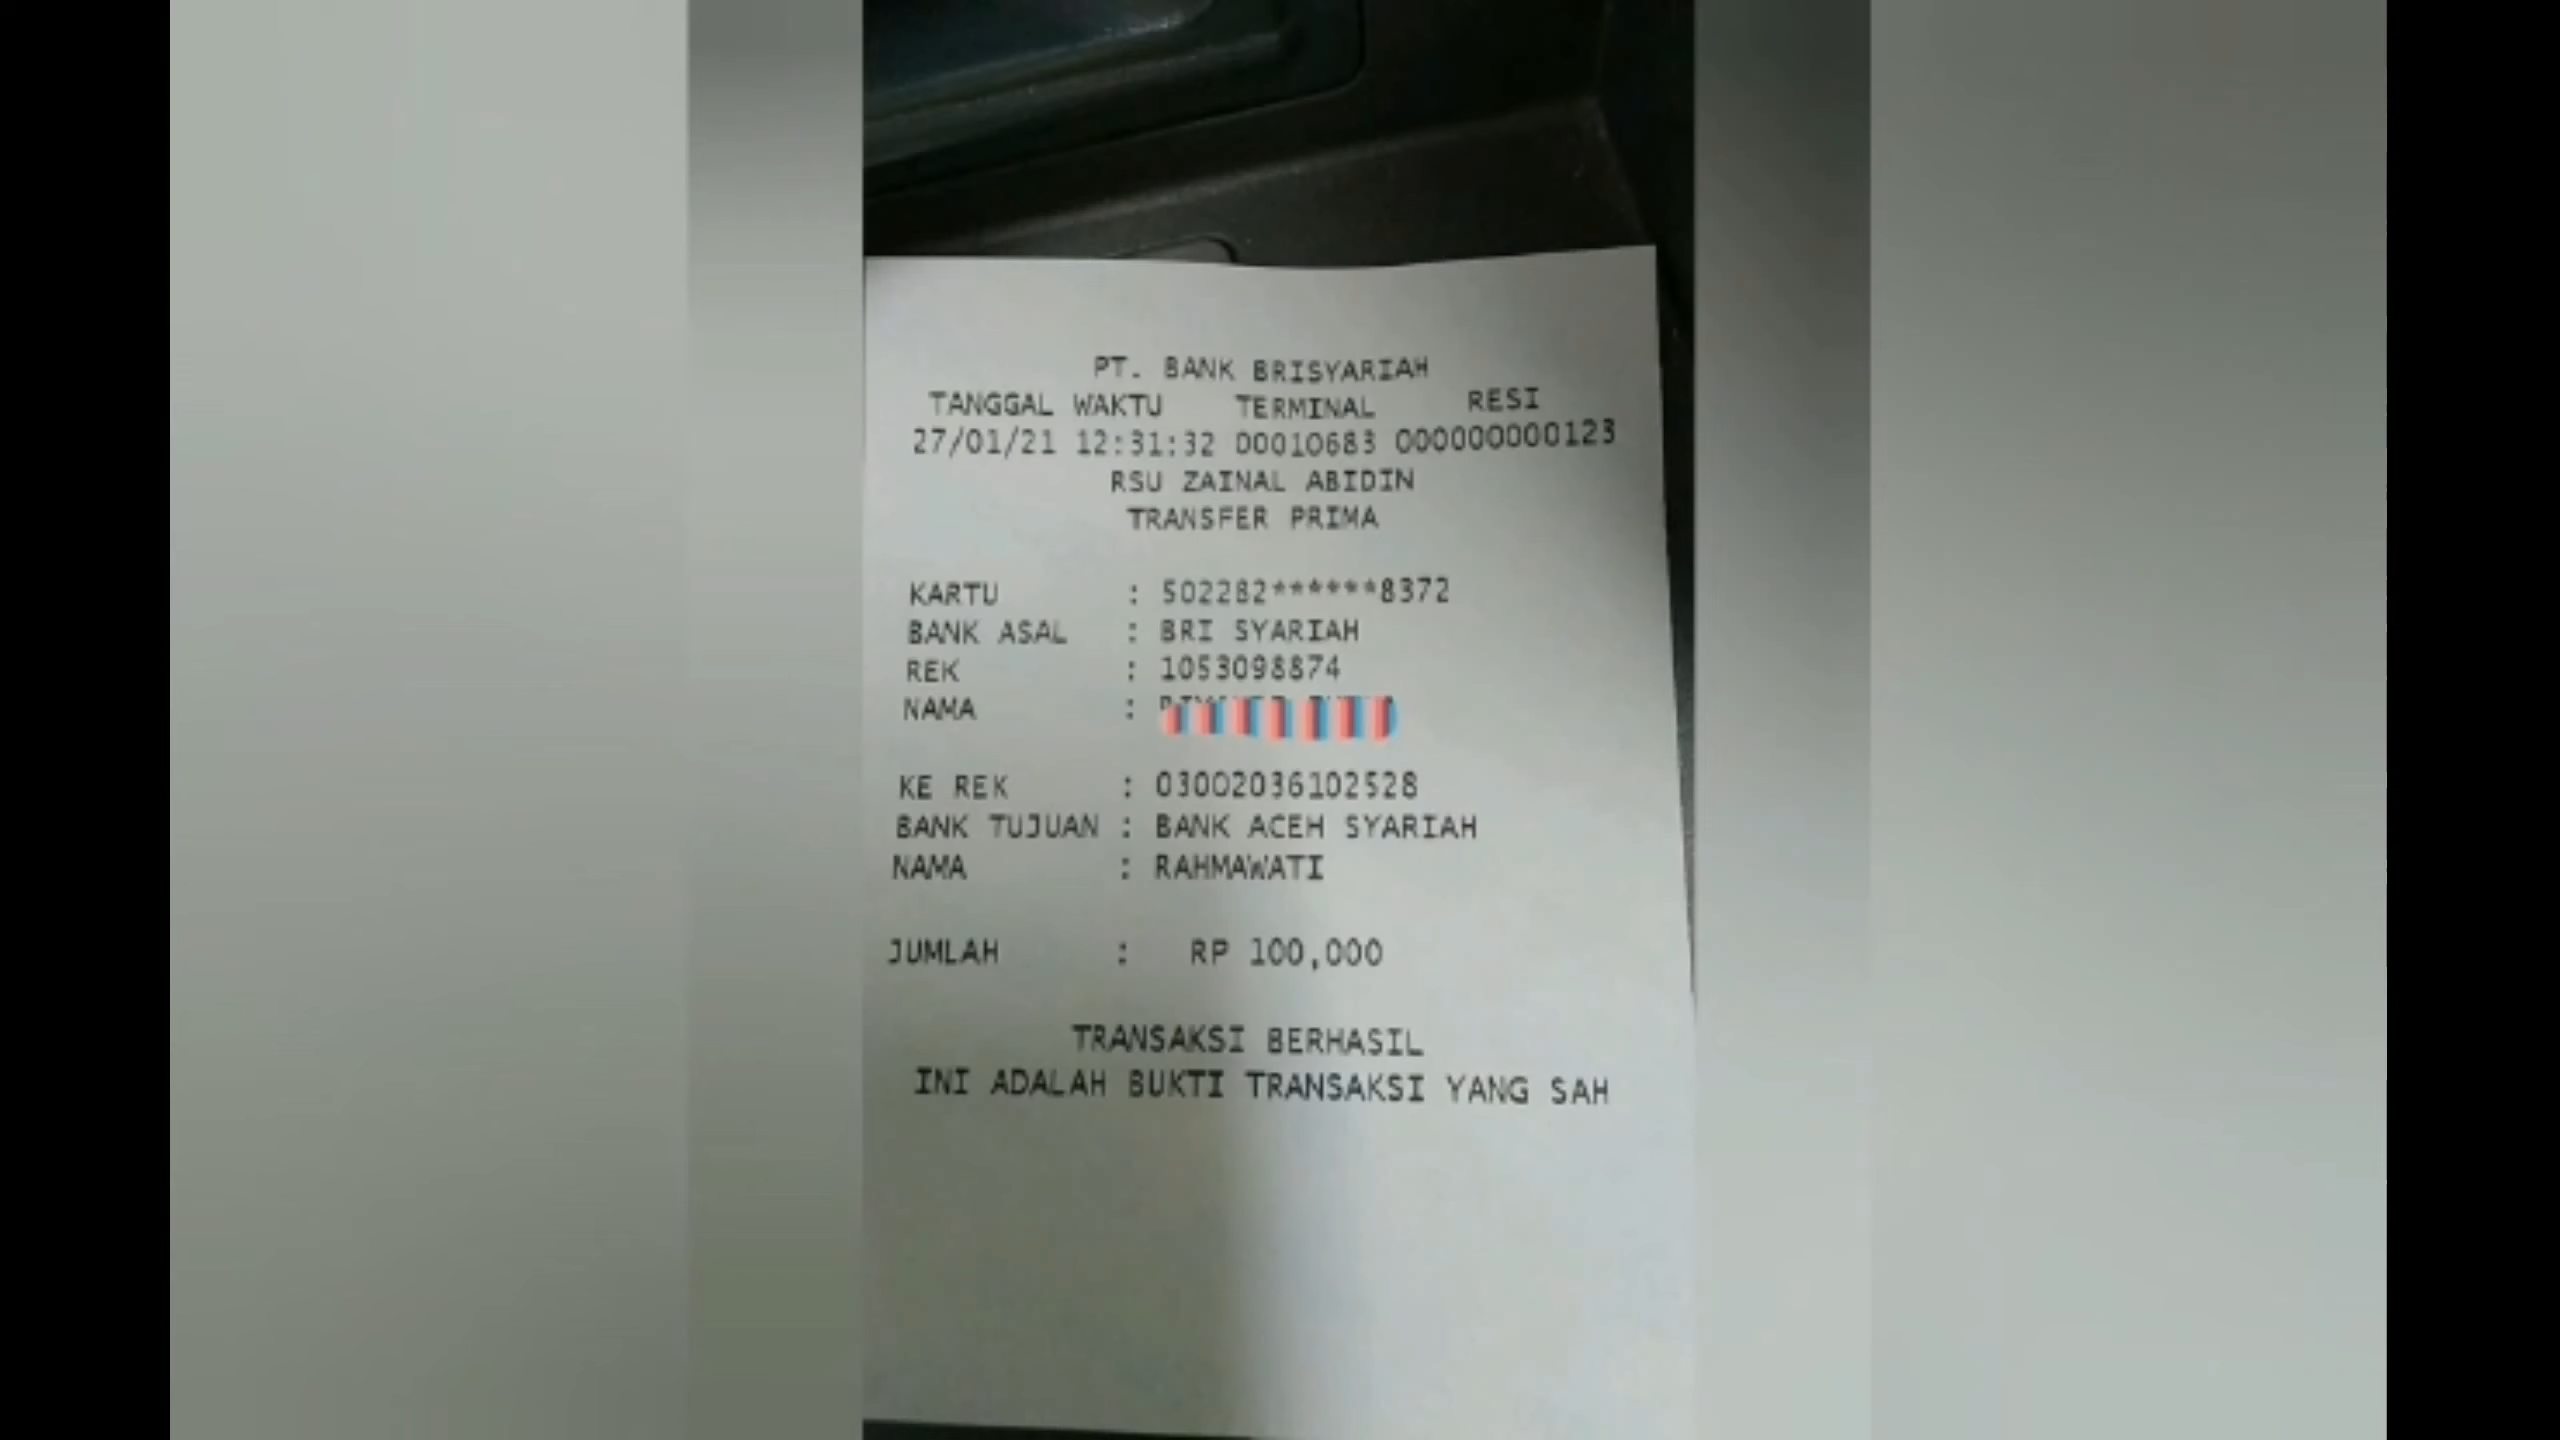 PT. BANK BRISYARIAH
TANGGAL WAKTU TERMINAL RESI
27/01/21 12:31:32 00010683 000000000123
RSU ZAINAL ABIDIN
TRANSFER PRIMA
KARTU : 502282******8372
BANK ASAL : BRI SYARIAH
REK : 1053098874
NAMA :
KE REK : 03002036102528
BANK TUJUAN : BANK ACEH SYARIAH
NAMA : RAHMAWATI
JUMLAH : RP 100,000
TRANSAKSI BERHASIL
INI ADALAH BUKTI TRANSAKSI YANG SAH